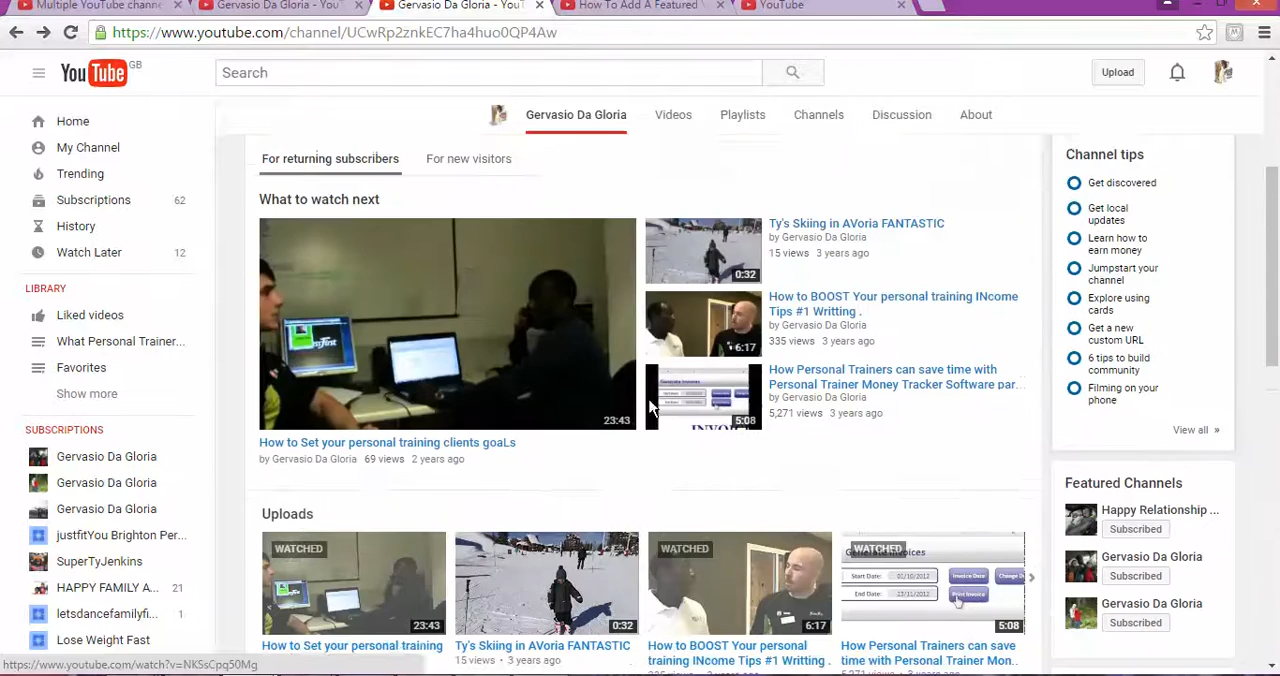 Multiple YouTube chann
Gervasio Da Gloria - YouT
Gervasio Da Gloria - YouT
How To Add A Featured
YouTube
https://www.youtube.com/channel/UCwRp2znkEC7ha4huo0QP4Aw
YouTube GB
Search
Upload
Gervasio Da Gloria
Videos
Playlists
Channels
Discussion
About
Home
My Channel
Trending
Subscriptions 62
History
Watch Later 12
LIBRARY
Liked videos
What Personal Trainer...
Favorites
Show more
SUBSCRIPTIONS
Gervasio Da Gloria
Gervasio Da Gloria
Gervasio Da Gloria
justfitYou Brighton Per...
SuperTyJenkins
HAPPY FAMILY A... 21
letsdancefamilyfi... 1
Lose Weight Fast
https://www.youtube.com/watch?v=NKSsCpq50Mg
For returning subscribers
For new visitors
What to watch next
23:43
How to Set your personal training clients goaLs
by Gervasio Da Gloria 69 views 2 years ago
0:32
Ty's Skiing in AVoria FANTASTIC
by Gervasio Da Gloria
15 views 3 years ago
6:17
How to BOOST Your personal training INcome
Tips #1 Writting .
by Gervasio Da Gloria
335 views 3 years ago
5:08
How Personal Trainers can save time with
Personal Trainer Money Tracker Software par...
by Gervasio Da Gloria
5,271 views 3 years ago
Uploads
WATCHED
23:43
How to Set your personal training
0:32
Ty's Skiing in AVoria FANTASTIC
15 views • 3 years ago
WATCHED
6:17
How to BOOST Your personal
training INcome Tips #1 Writting .
WATCHED
Generate Invoices
Start Date:
End Date:
Invoice Date
Print Invoice
5:08
How Personal Trainers can save
time with Personal Trainer Mon...
Channel tips
Get discovered
Get local
updates
Learn how to
earn money
Jumpstart your
channel
Explore using
cards
Get a new
custom URL
6 tips to build
community
Filming on your
phone
View all »
Featured Channels
Happy Relationship ...
Subscribed
Gervasio Da Gloria
Subscribed
Gervasio Da Gloria
Subscribed